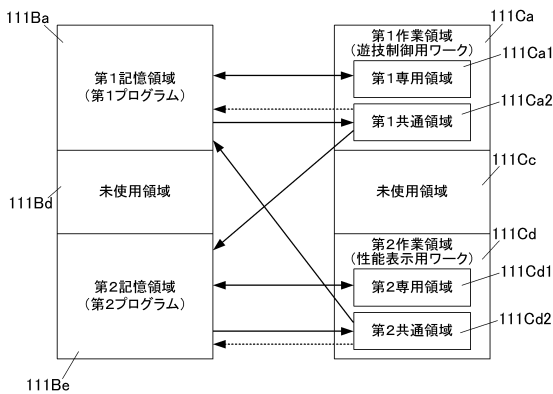 111Ba
第1記憶領域
(第1プログラム)
111Bd
未使用領域
第2記憶領域
(第2プログラム)
111Be
111Ca
第1作業領域
(遊技制御用ワーク)
111Ca1
第1専用領域
111Ca2
第1共通領域
111Cc
未使用領域
111Cd
第2作業領域
(性能表示用ワーク)
111Cd1
第2専用領域
111Cd2
第2共通領域